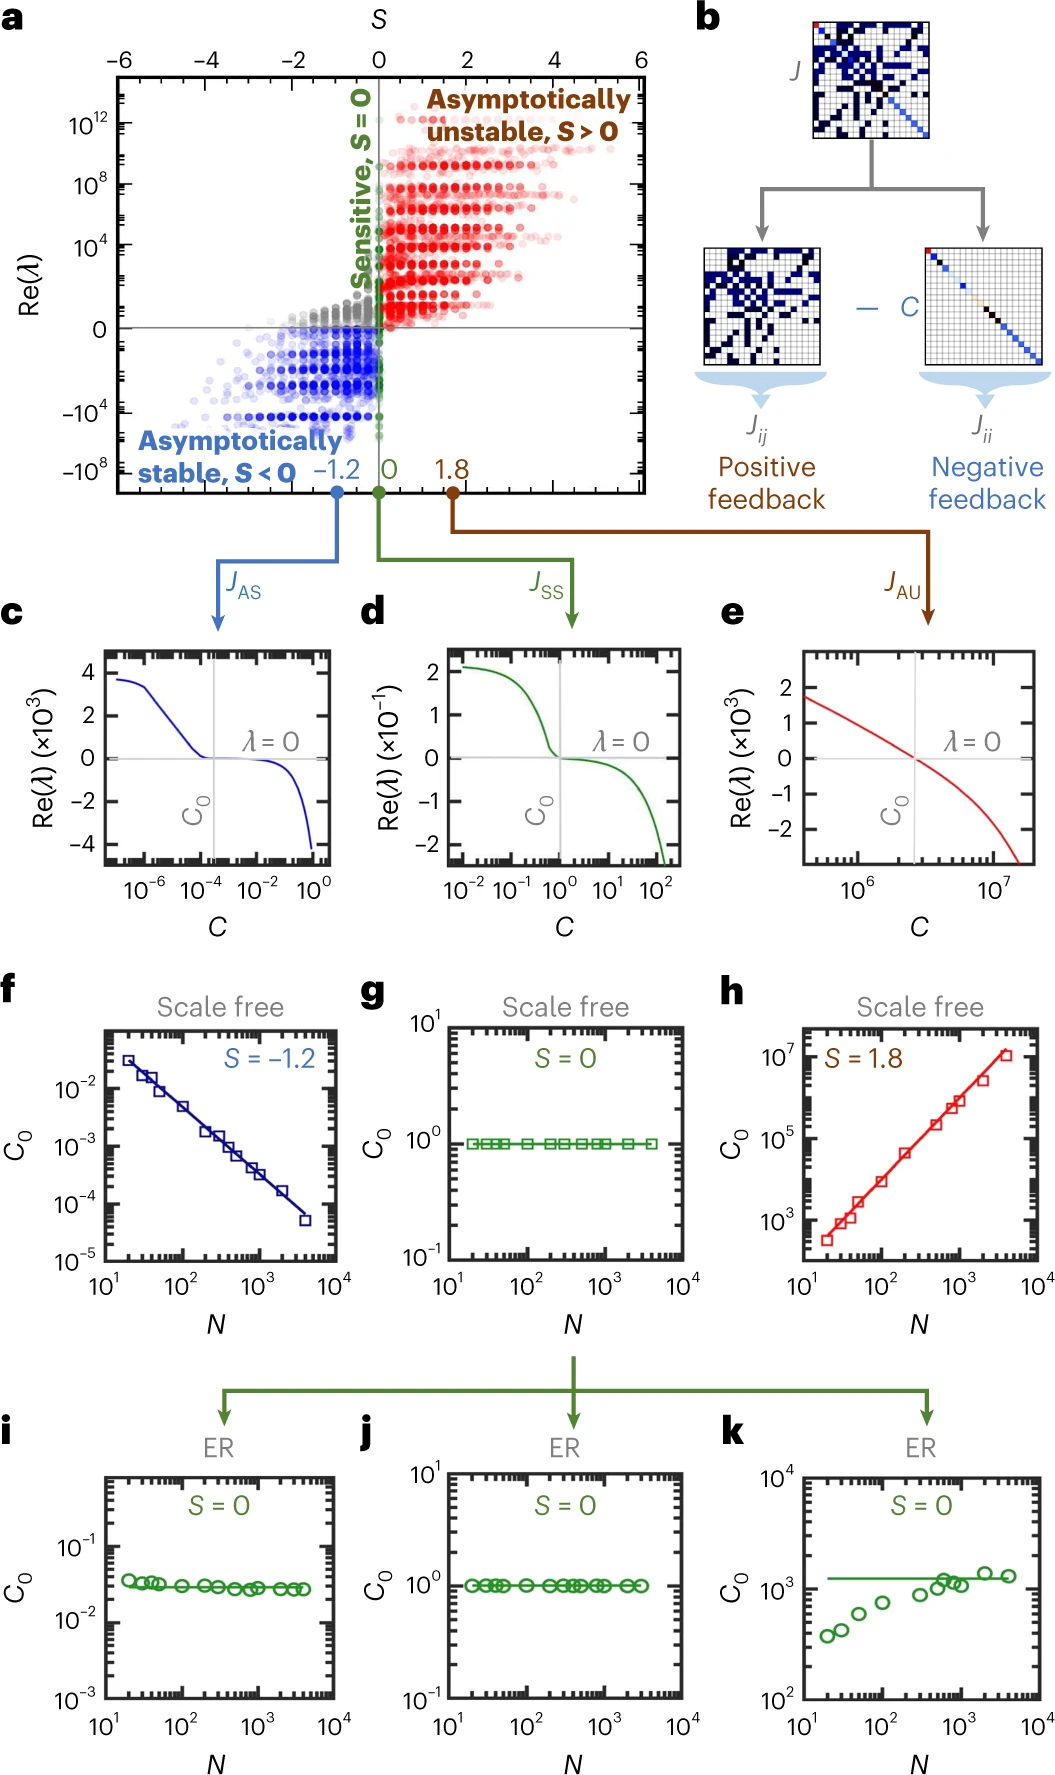 a
S
b
−6 −4 −2 0 2 4 6
Re(λ)
10^12
10^8
10^4
0
−10^4
−10^8
Sensitive, S = 0
Asymptotically
unstable, S > 0
Asymptotically
stable, S < 0
−1.2 0 1.8
J
− C
J_ij
J_ii
Positive
feedback
Negative
feedback
J_AS
J_SS
J_AU
c
Re(λ) (×10^3)
4
2
0
−2
−4
λ = 0
C_0
10^−6 10^−4 10^−2 10^0
C
d
Re(λ) (×10^−1)
2
1
0
−1
−2
λ = 0
C_0
10^−2 10^−1 10^0 10^1 10^2
C
e
Re(λ) (×10^3)
2
1
0
−1
−2
λ = 0
C_0
10^6 10^7
C
f
Scale free
S = −1.2
C_0
10^−2
10^−3
10^−4
10^−5
10^1 10^2 10^3 10^4
N
g
Scale free
S = 0
C_0
10^1
10^0
10^−1
10^1 10^2 10^3 10^4
N
h
Scale free
S = 1.8
C_0
10^7
10^5
10^3
10^1 10^2 10^3 10^4
N
i
ER
S = 0
C_0
10^−1
10^−2
10^−3
10^1 10^2 10^3 10^4
N
j
ER
S = 0
C_0
10^1
10^0
10^−1
10^1 10^2 10^3 10^4
N
k
ER
S = 0
C_0
10^4
10^3
10^2
10^1 10^2 10^3 10^4
N